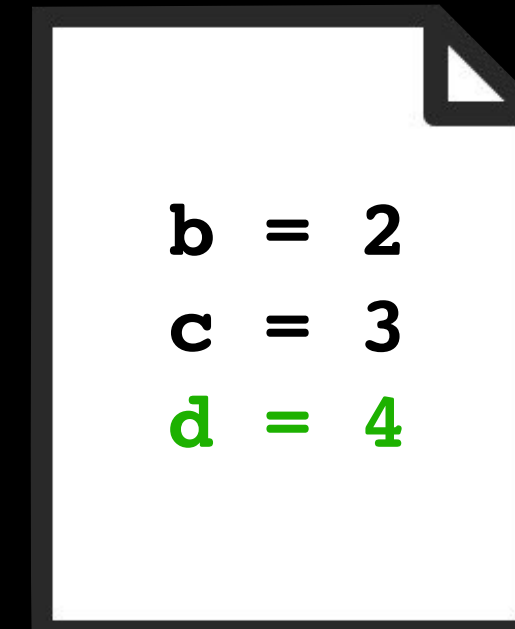 b = 2
c = 3
d = 4